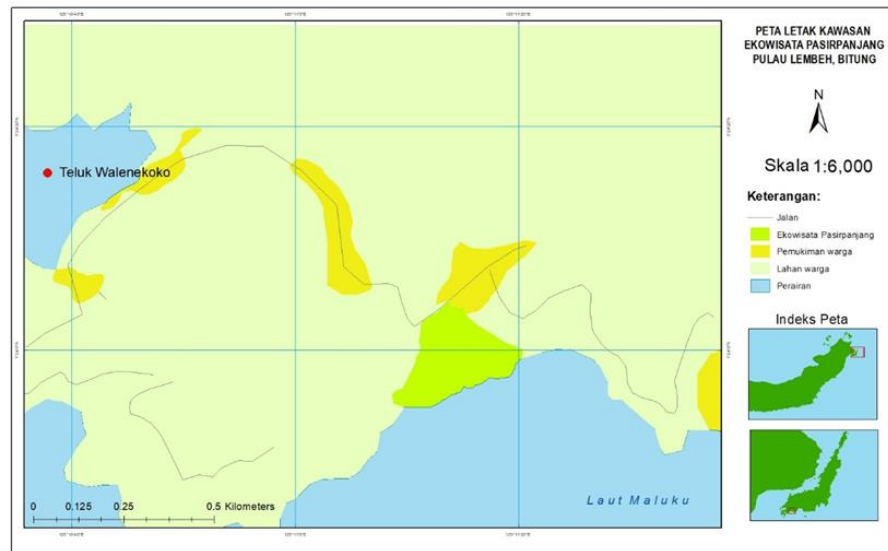 PETA LETAK KAWASAN
EKOWISATA PASIRPANJANG
PULAU LEMBEH, BITUNG
N
Skala 1:6,000
Keterangan:
Jalan
Ekowisata Pasirpanjang
Pemukiman warga
Lahan warga
Perairan
Indeks Peta
Teluk Walenekoko
Laut Maluku
0 0.125 0.25 0.5 Kilometers